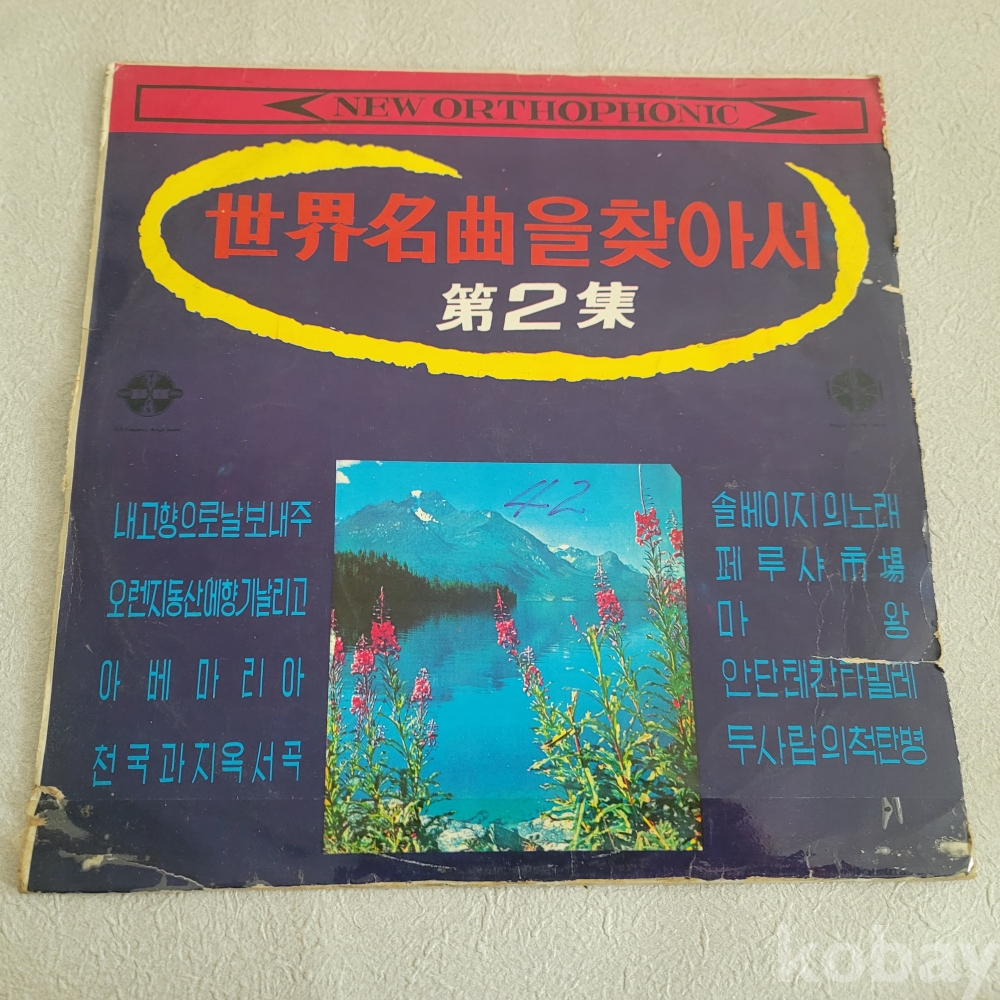 NEW ORTHOPHONIC
世界名曲을찾아서
第2集
42
내고향으로날보내주
오렌지동산에향기날리고
아베마리아
천국과지옥서곡
솔베이지의노래
페루샤市場
마왕
안단테칸타빌레
두사람의척탄병
kobay